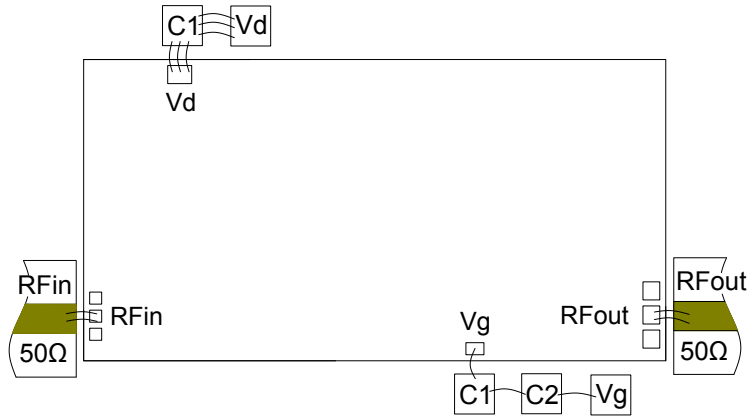 C1 Vd
Vd
RFin
RFin
50Ω
RFout
RFout
50Ω
Vg
C1 C2 Vg